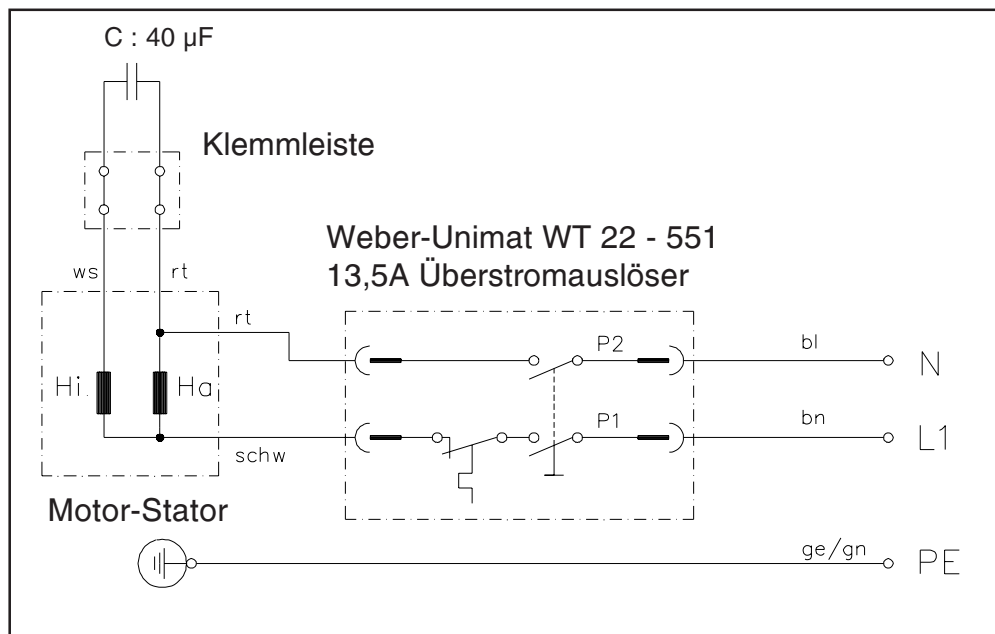 C : 40 µF
Klemmleiste
Weber-Unimat WT 22 - 551
13,5A Überstromauslöser
ws
rt
rt
P2
bl
N
Hi
Ha
P1
bn
L1
schw
Motor-Stator
ge/gn
PE